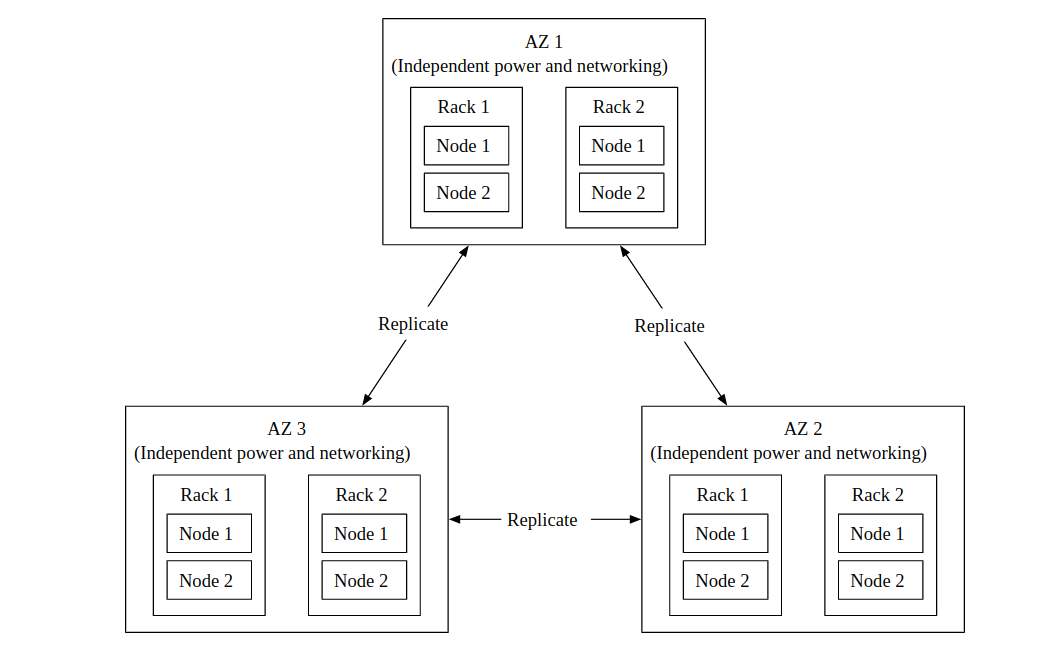 AZ 1
(Independent power and networking)
Rack 1
Node 1
Node 2
Rack 2
Node 1
Node 2
Replicate
Replicate
AZ 3
(Independent power and networking)
Rack 1
Node 1
Node 2
Rack 2
Node 1
Node 2
Replicate
AZ 2
(Independent power and networking)
Rack 1
Node 1
Node 2
Rack 2
Node 1
Node 2